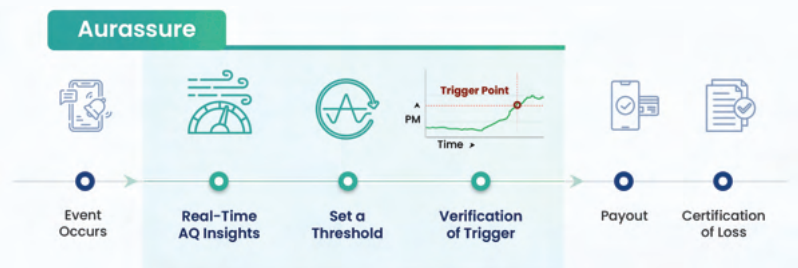 Aurassure
Trigger Point
PM
Time
Event
Occurs
Real-Time
AQ Insights
Set a
Threshold
Verification
of Trigger
Payout
Certification
of Loss